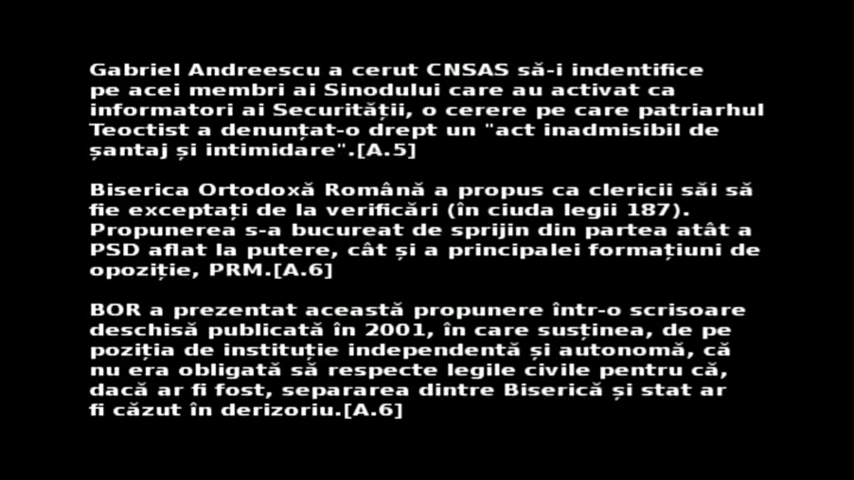 Gabriel Andreescu a cerut CNSAS să-i indentifice
pe acei membri ai Sinodului care au activat ca
informatori ai Securității, o cerere pe care patriarhul
Teoctist a denunțat-o drept un "act inadmisibil de
șantaj și intimidare".[A.5]
Biserica Ortodoxă Română a propus ca clericii săi să
fie exceptați de la verificări (în ciuda legii 187).
Propunerea s-a bucureat de sprijin din partea atât a
PSD aflat la putere, cât și a principalei formațiuni de
opoziție, PRM.[A.6]
BOR a prezentat această propunere într-o scrisoare
deschisă publicată în 2001, în care susținea, de pe
poziția de instituție independentă și autonomă, că
nu era obligată să respecte legile civile pentru că,
dacă ar fi fost, separarea dintre Biserică și stat ar
fi căzut în derizoriu.[A.6]